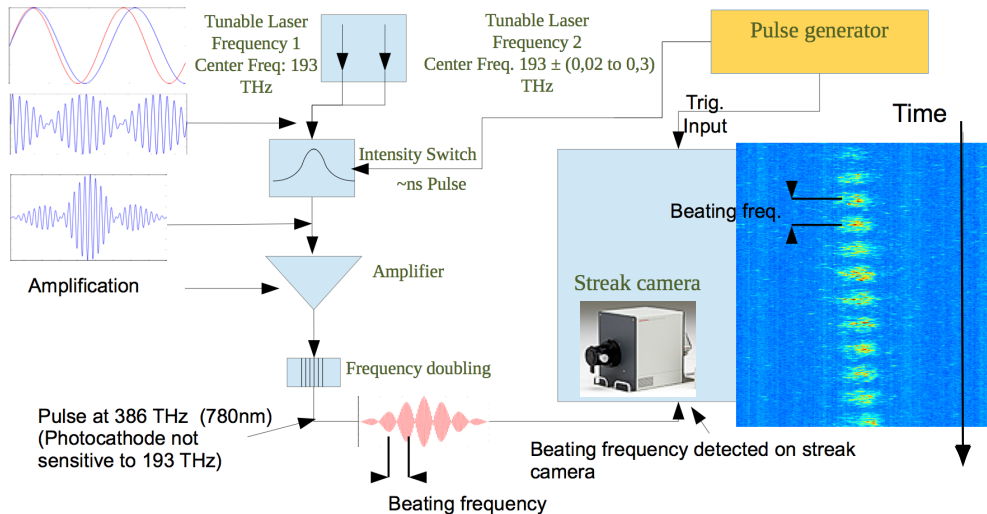 Tunable Laser
Frequency 1
Center Freq: 193
THz
Tunable Laser
Frequency 2
Center Freq. 193 ± (0,02 to 0,3)
THz
Pulse generator
Trig.
Input
Time
Intensity Switch
~ns Pulse
Beating freq.
Amplification
Amplifier
Streak camera
Frequency doubling
Pulse at 386 THz (780nm)
(Photocathode not
sensitive to 193 THz)
Beating frequency
Beating frequency detected on streak
camera